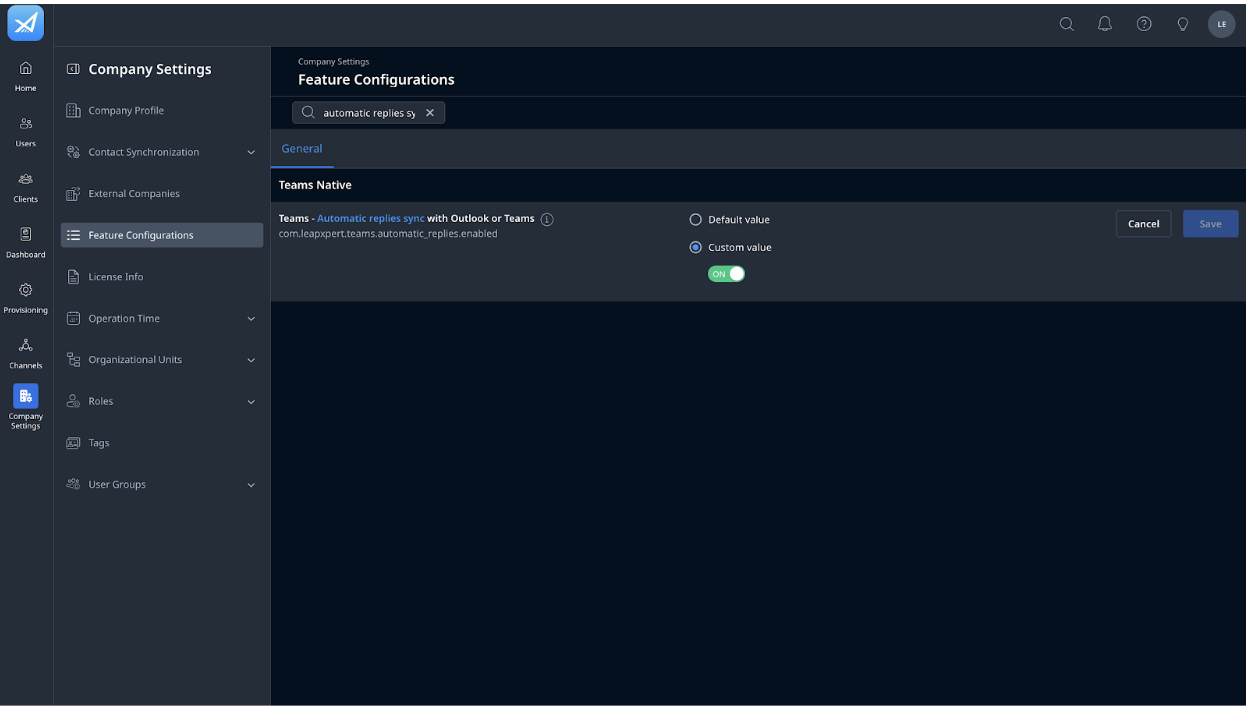 LE
Home
Users
Clients
Dashboard
Provisioning
Channels
Company
Settings
Company Settings
Company Profile
Contact Synchronization
External Companies
Feature Configurations
License Info
Operation Time
Organizational Units
Roles
Tags
User Groups
Company Settings
Feature Configurations
automatic replies sy
General
Teams Native
Teams - Automatic replies sync with Outlook or Teams
com.leapxpert.teams.automatic_replies.enabled
Default value
Custom value
ON
Cancel
Save